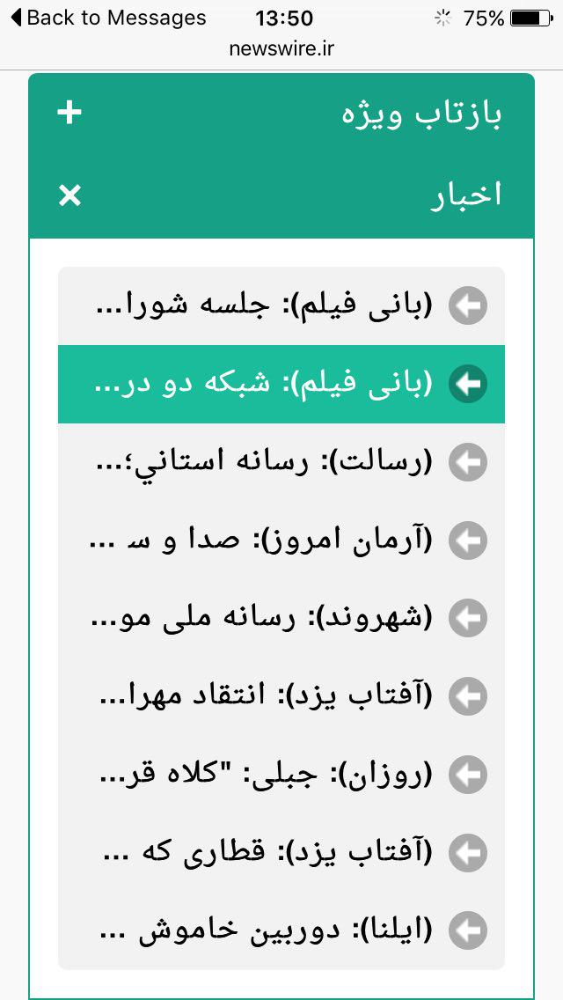 Back to Messages 13:50 75%
newswire.ir
بازتاب ویژه +
اخبار ×
(بانی فیلم): جلسه شورا...
(بانی فیلم): شبکه دو در...
(رسالت): رسانه استاني؛...
(آرمان امروز): صدا و سـ ...
(شهروند): رسانه ملی مو...
(آفتاب یزد): انتقاد مهرا...
(روزان): جبلی: "کلاه قر...
(آفتاب یزد): قطاری که ...
(ایلنا): دوربین خاموش ...